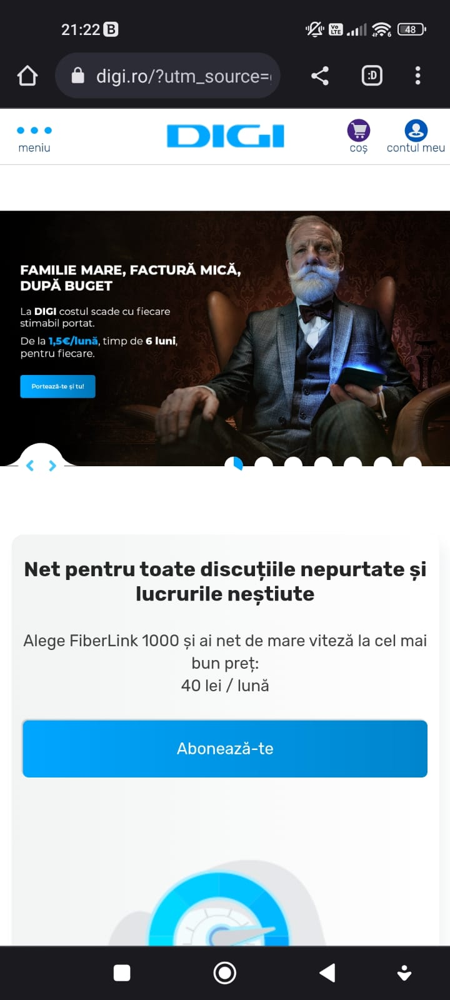 21:22 B
Vo LTE 6 48
digi.ro/?utm_source=
:D
DIGI
meniu
coș
contul meu
FAMILIE MARE, FACTURĂ MICĂ,
DUPĂ BUGET
La DIGI costul scade cu fiecare
stimabil portat.
De la 1,5€/lună, timp de 6 luni,
pentru fiecare.
Portează-te și tu!
Net pentru toate discuțiile nepurtate și
lucrurile neștiute
Alege FiberLink 1000 și ai net de mare viteză la cel mai
bun preț:
40 lei / lună
Abonează-te